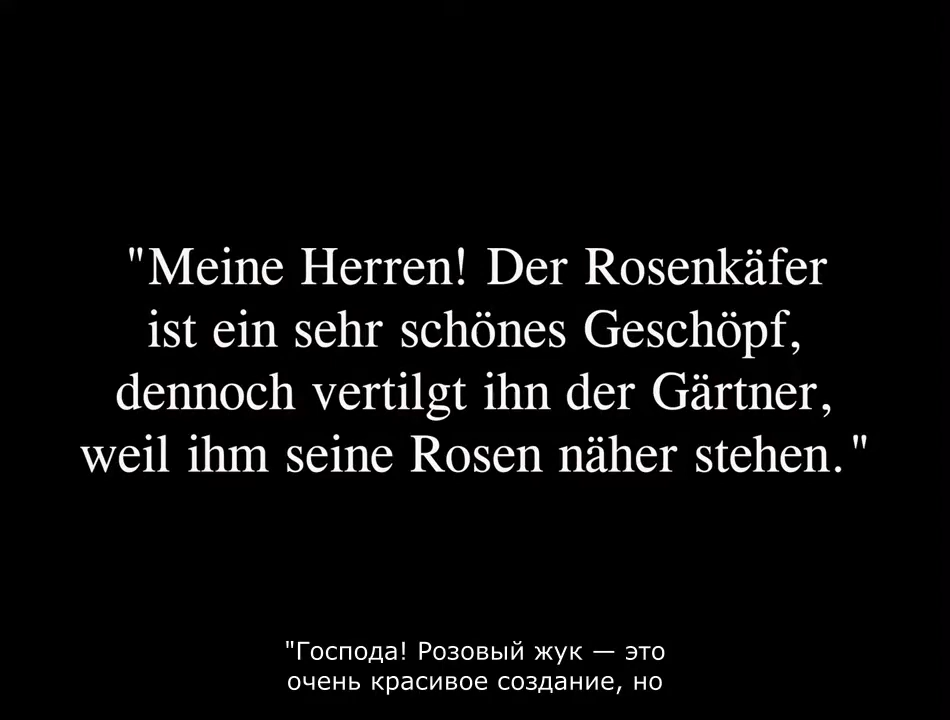 "Meine Herren! Der Rosenkäfer
ist ein sehr schönes Geschöpf,
dennoch vertilgt ihn der Gärtner,
weil ihm seine Rosen näher stehen."
"Господа! Розовый жук — это
очень красивое создание, но